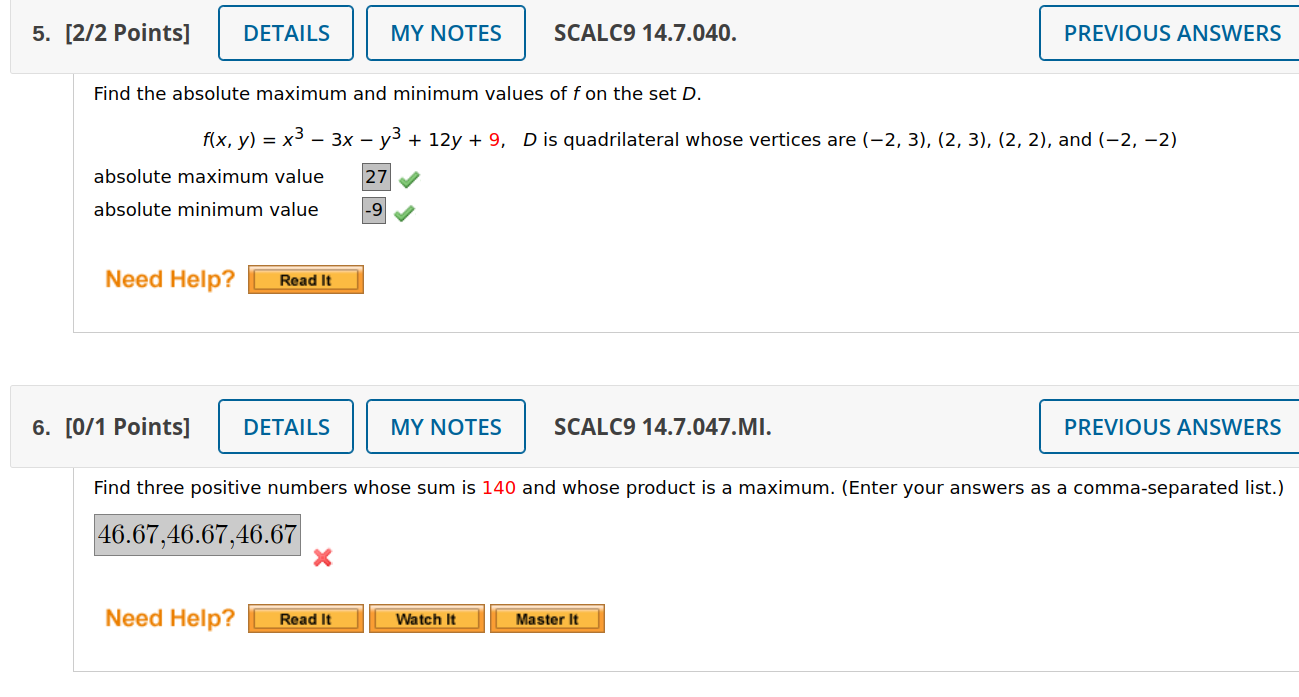 5. [2/2 Points] DETAILS MY NOTES SCALC9 14.7.040. PREVIOUS ANSWERS
Find the absolute maximum and minimum values of f on the set D.
f(x, y) = x³ − 3x − y³ + 12y + 9, D is quadrilateral whose vertices are (−2, 3), (2, 3), (2, 2), and (−2, −2)
absolute maximum value 27
absolute minimum value -9
Need Help? Read It
6. [0/1 Points] DETAILS MY NOTES SCALC9 14.7.047.MI. PREVIOUS ANSWERS
Find three positive numbers whose sum is 140 and whose product is a maximum. (Enter your answers as a comma-separated list.)
46.67,46.67,46.67
Need Help? Read It Watch It Master It